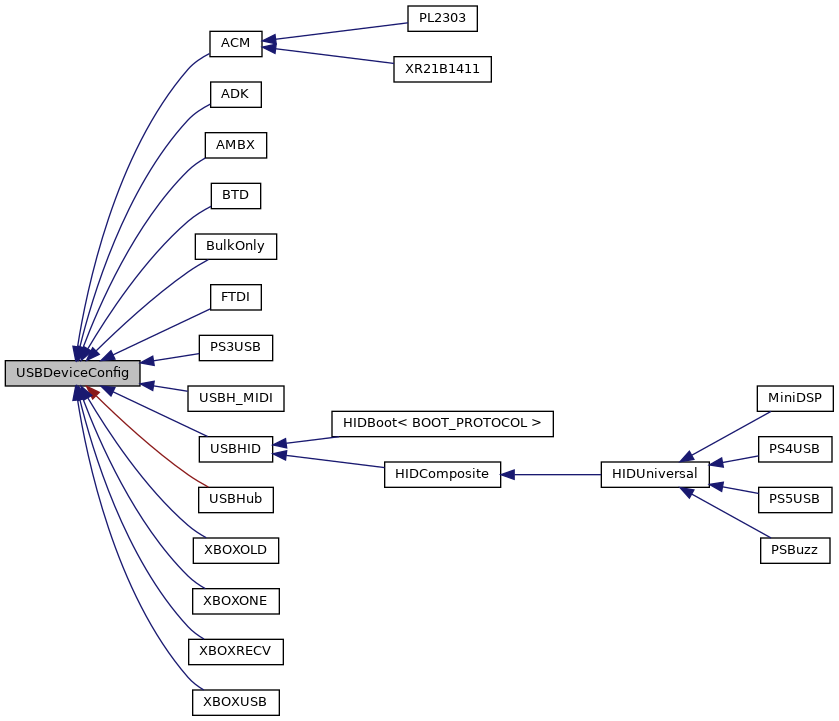 PL2303
ACM
XR21B1411
ADK
AMBX
BTD
BulkOnly
FTDI
PS3USB
USBDeviceConfig
USBH_MIDI
MiniDSP
HIDBoot< BOOT_PROTOCOL >
USBHID
PS4USB
HIDComposite
HIDUniversal
USBHub
PS5USB
XBOXOLD
PSBuzz
XBOXONE
XBOXRECV
XBOXUSB